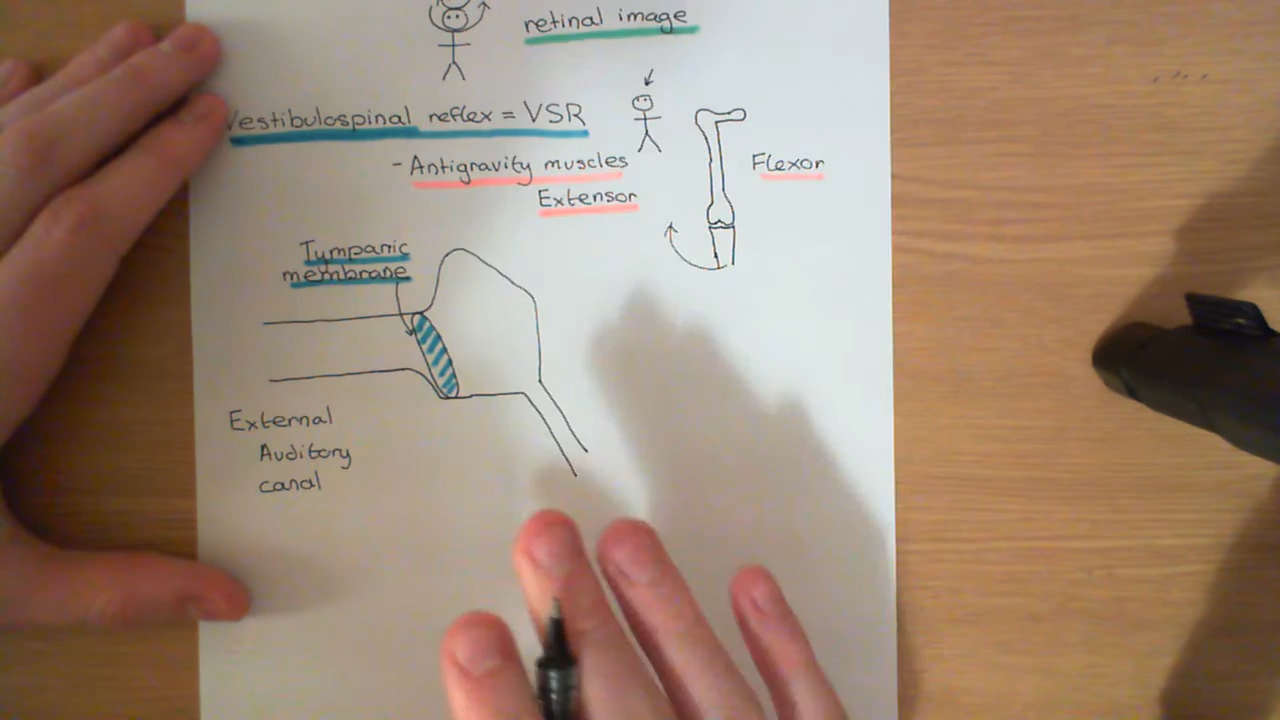 retinal image
Vestibulospinal reflex = VSR
- Antigravity muscles
Extensor
Flexor
Tympanic
membrane
External
Auditory
canal